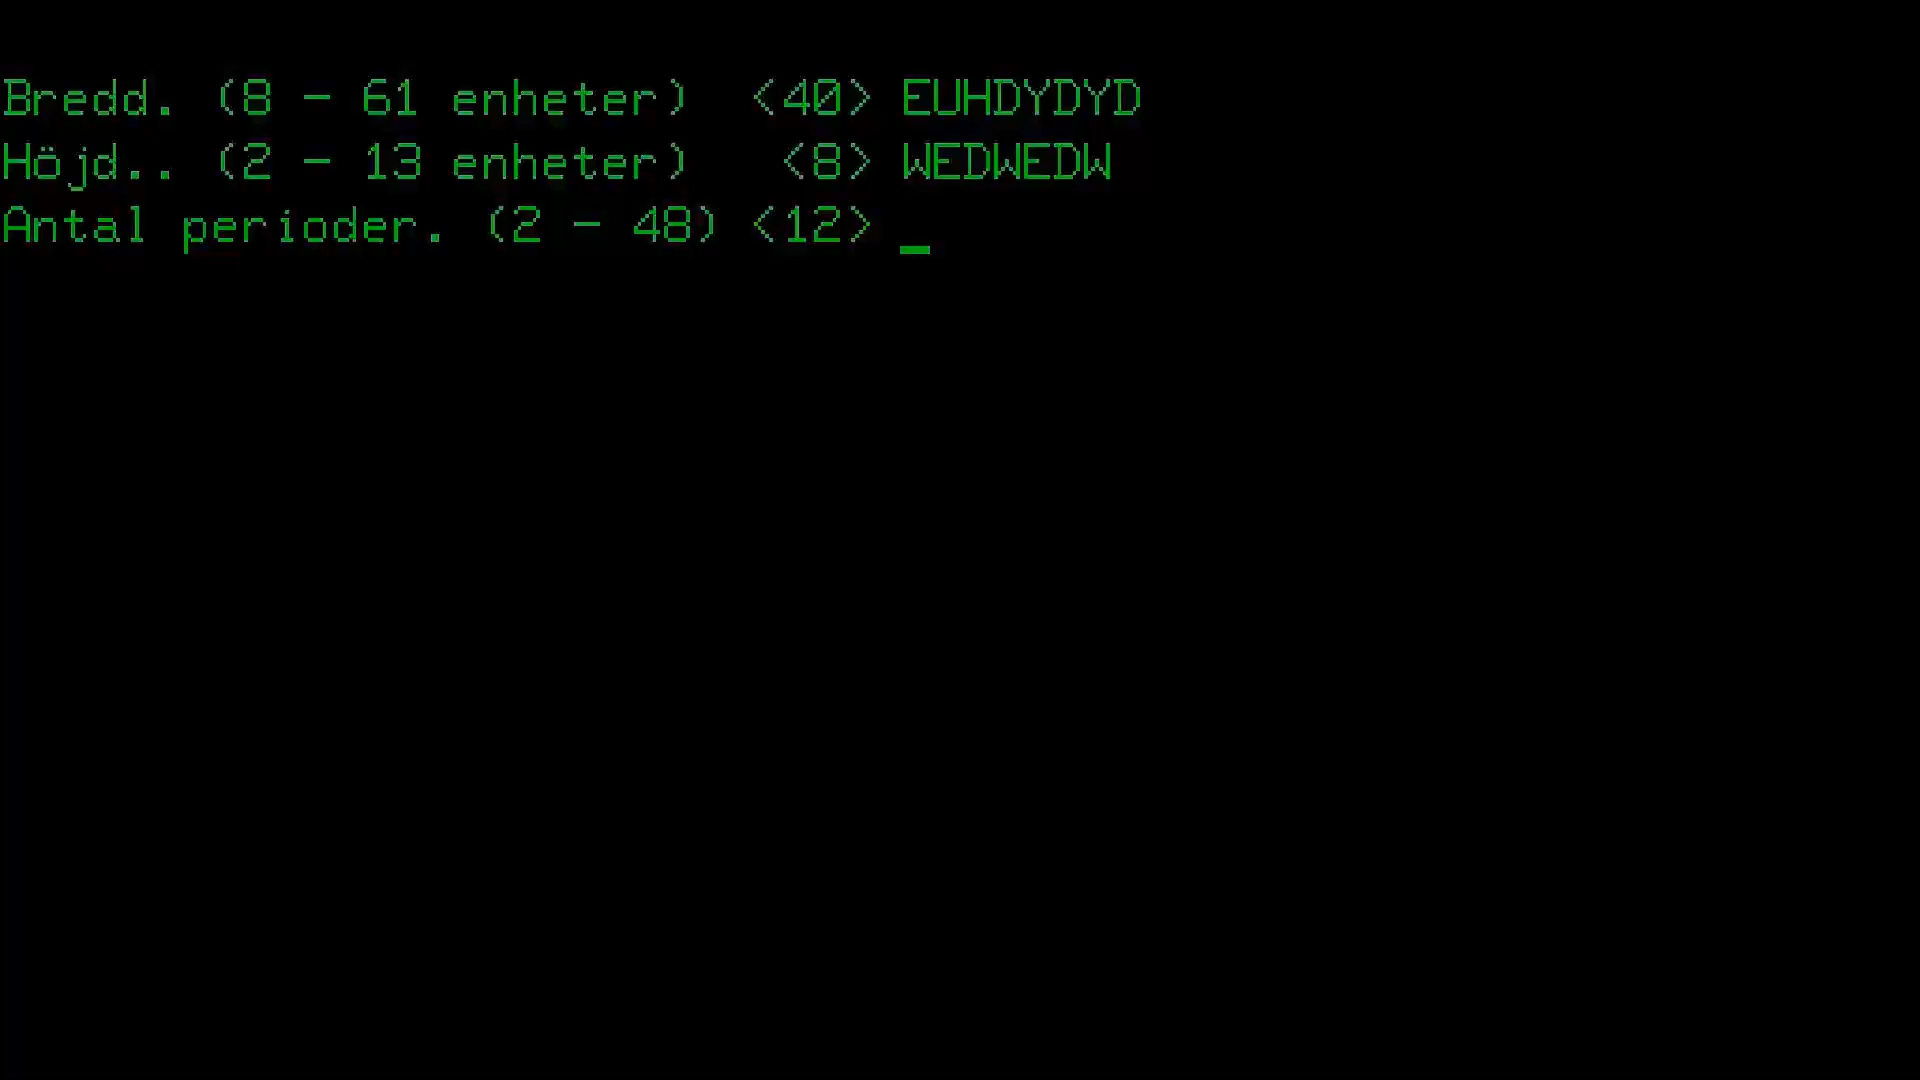 Bredd. (8 - 61 enheter)  <40> EUHDYDYD
Höjd.. (2 - 13 enheter)   <8> WEDWEDW
Antal perioder. (2 - 48) <12> _